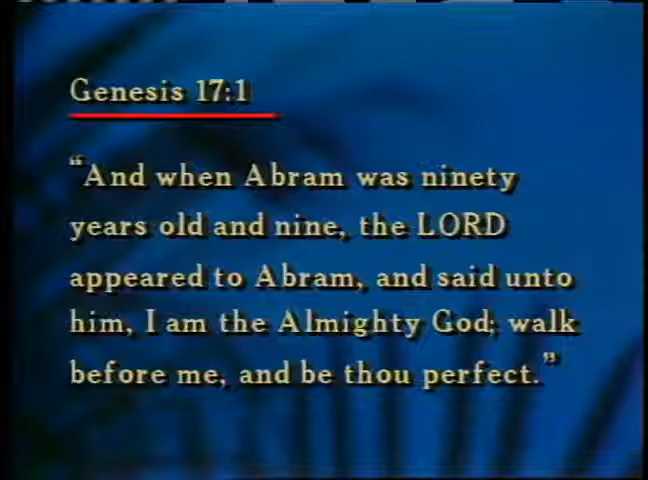 Genesis 17:1
“And when Abram was ninety
years old and nine, the LORD
appeared to Abram, and said unto
him, I am the Almighty God; walk
before me, and be thou perfect.”